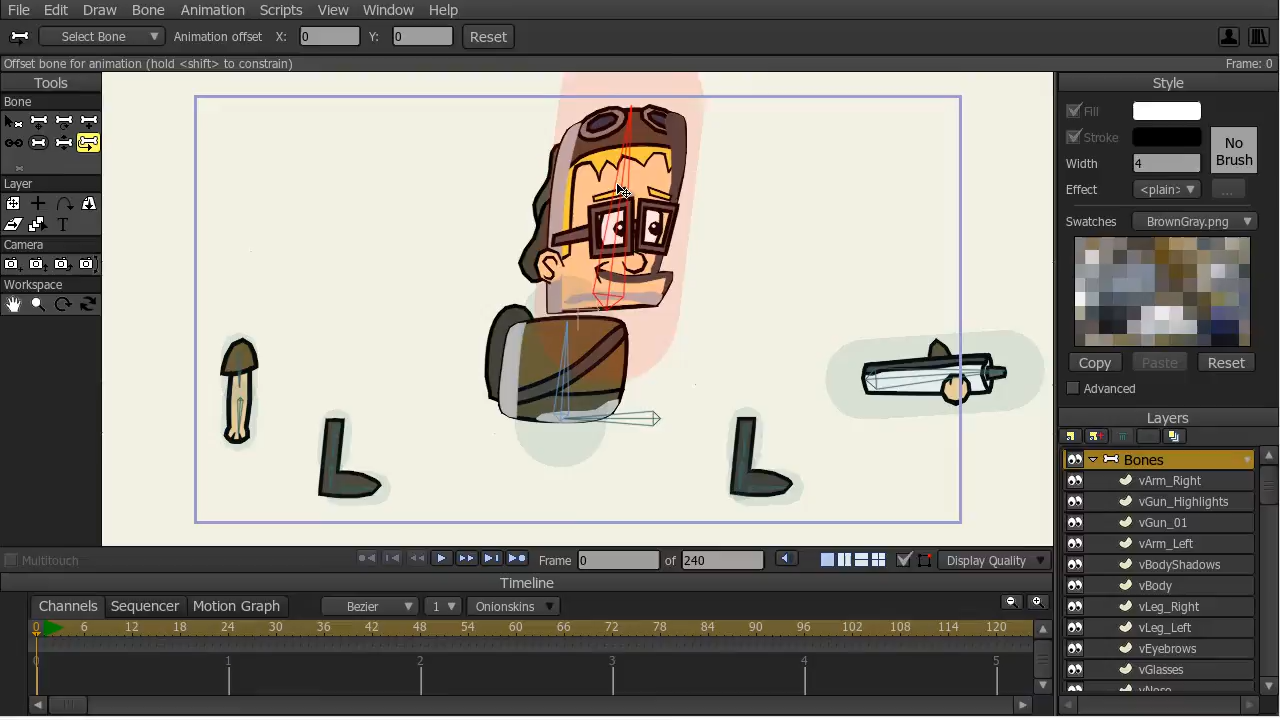 File Edit Draw Bone Animation Scripts View Window Help
Select Bone Animation offset X: 0 Y: 0 Reset
Offset bone for animation (hold <shift> to constrain) Frame: 0
Tools
Bone
Layer
T
Camera
Workspace
Style
Fill
Stroke
Width 4
No Brush
Effect <plain> ...
Swatches BrownGray.png
Copy Paste Reset
Advanced
Layers
Bones
vArm_Right
vGun_Highlights
vGun_01
vArm_Left
vBodyShadows
vBody
vLeg_Right
vLeg_Left
vEyebrows
vGlasses
vNose
Multitouch Frame 0 of 240 Display Quality
Timeline
Channels Sequencer Motion Graph Bezier 1 Onionskins
0 6 12 18 24 30 36 42 48 54 60 66 72 78 84 90 96 102 108 114 120
0 1 2 3 4 5